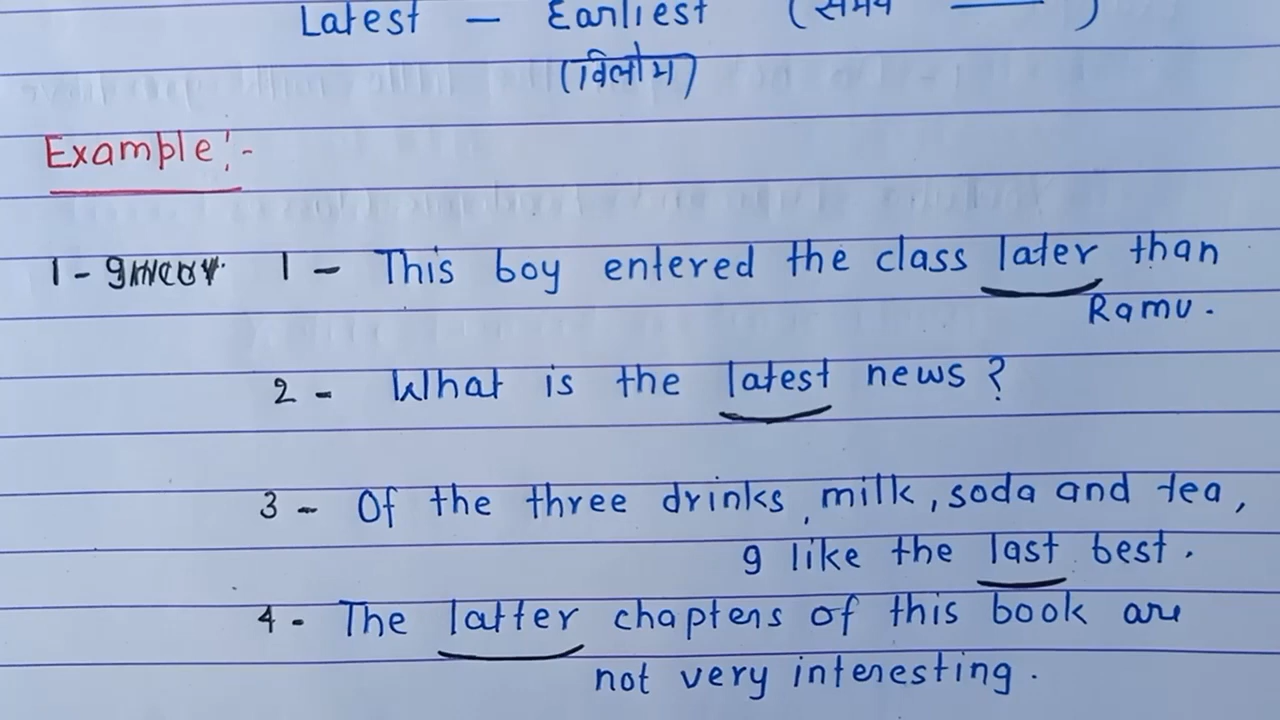 Latest — Earliest (समय —)
(विलोम)
Example:-
1 - 1 - This boy entered the class later than
Ramu.
2 - What is the latest news?
3 - Of the three drinks, milk, soda and tea,
I like the last best.
4 - The latter chapters of this book are
not very interesting.